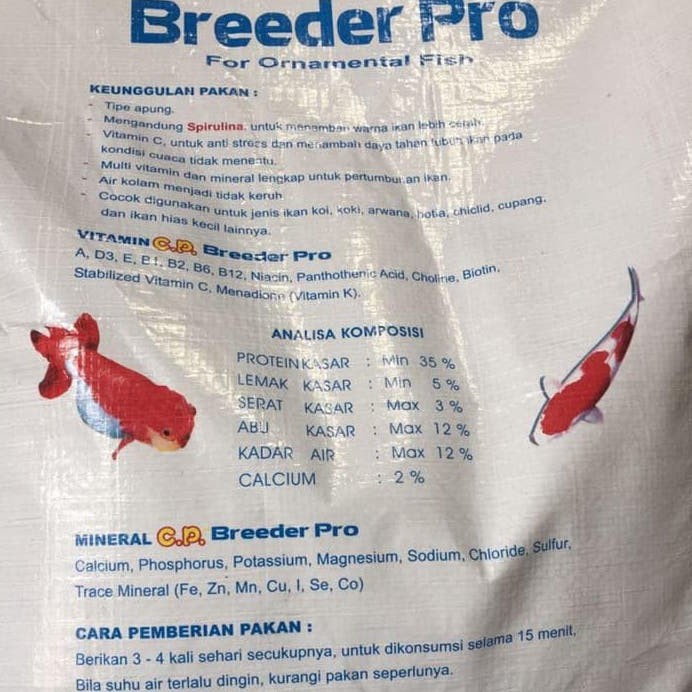 Breeder Pro
For Ornamental Fish
KEUNGGULAN PAKAN :
- Tipe apung.
- Mengandung Spirulina, untuk menambah warna ikan lebih cerah.
- Vitamin C, untuk anti stress dan menambah daya tahan tubuh ikan pada
kondisi cuaca tidak menentu.
- Multi vitamin dan mineral lengkap untuk pertumbuhan ikan.
- Air kolam menjadi tidak keruh
- Cocok digunakan untuk jenis ikan koi, koki, arwana, botia, chiclid, cupang,
dan ikan hias kecil lainnya.
VITAMIN C.P. Breeder Pro
A, D3, E, B1, B2, B6, B12, Niacin, Panthothenic Acid, Choline, Biotin,
Stabilized Vitamin C, Menadione (Vitamin K).
ANALISA KOMPOSISI
PROTEIN KASAR : Min 35 %
LEMAK KASAR : Min 5 %
SERAT KASAR : Max 3 %
ABU KASAR : Max 12 %
KADAR AIR : Max 12 %
CALCIUM : 2 %
MINERAL C.P. Breeder Pro
Calcium, Phosphorus, Potassium, Magnesium, Sodium, Chloride, Sulfur,
Trace Mineral (Fe, Zn, Mn, Cu, I, Se, Co)
CARA PEMBERIAN PAKAN :
Berikan 3 - 4 kali sehari secukupnya, untuk dikonsumsi selama 15 menit.
Bila suhu air terlalu dingin, kurangi pakan seperlunya.